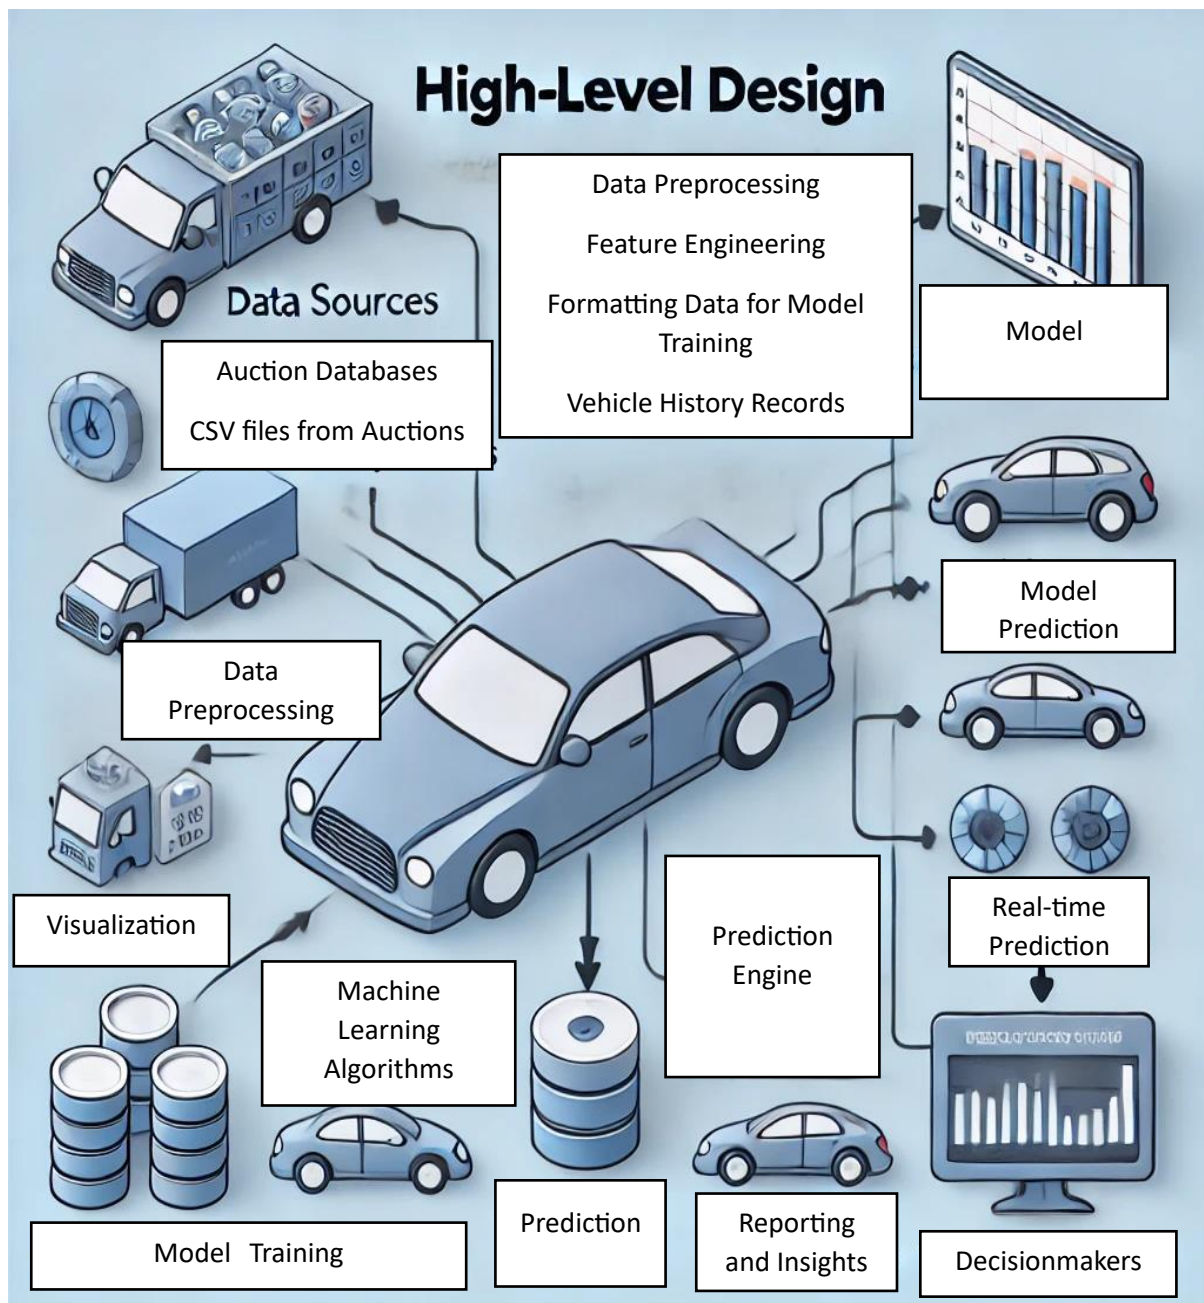 High-Level Design
Data Sources
Auction Databases
CSV files from Auctions
Data Preprocessing
Feature Engineering
Formatting Data for Model
Training
Vehicle History Records
Model
Model
Prediction
Data
Preprocessing
Visualization
Machine
Learning
Algorithms
Prediction
Engine
Real-time
Prediction
Model Training
Prediction
Reporting
and Insights
Decisionmakers